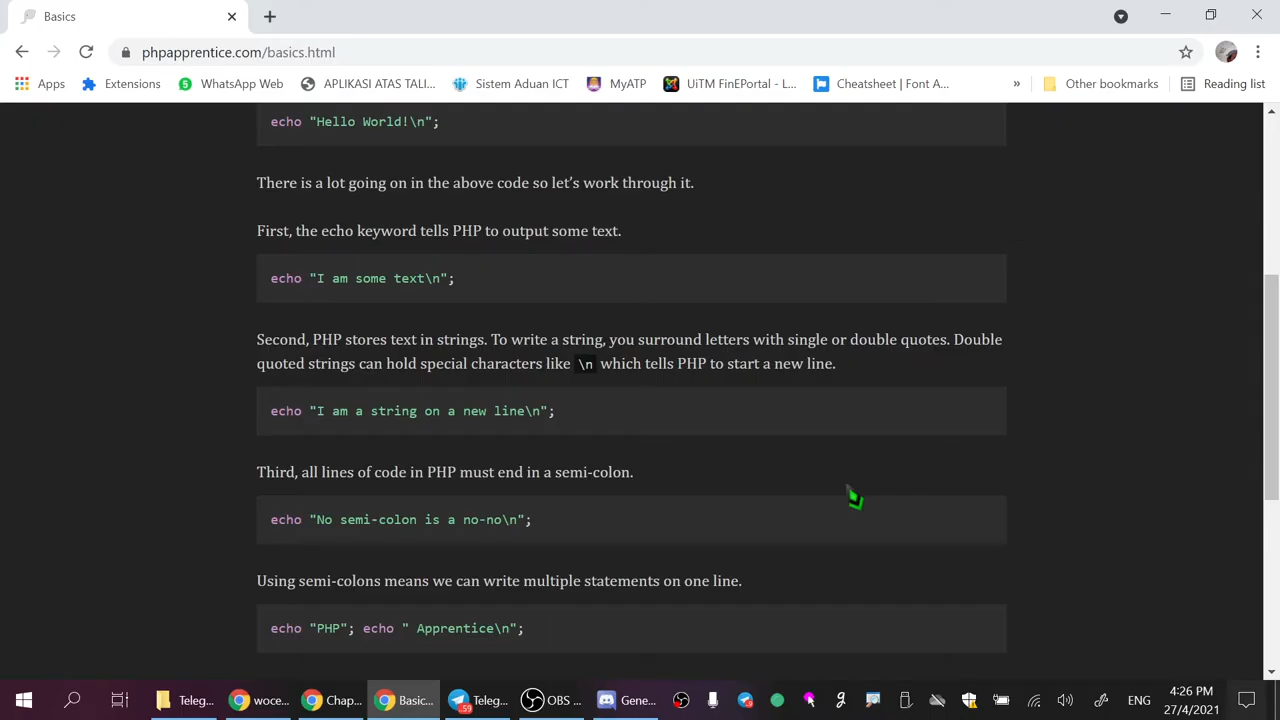 Basics
phpapprentice.com/basics.html
Apps
Extensions
5
WhatsApp Web
APLIKASI ATAS TALI...
Sistem Aduan ICT
MyATP
UiTM FinEPortal - L...
Cheatsheet | Font A...
»
Other bookmarks
Reading list
echo "Hello World!\n";
There is a lot going on in the above code so let’s work through it.
First, the echo keyword tells PHP to output some text.
echo "I am some text\n";
Second, PHP stores text in strings. To write a string, you surround letters with single or double quotes. Double
quoted strings can hold special characters like \n which tells PHP to start a new line.
echo "I am a string on a new line\n";
Third, all lines of code in PHP must end in a semi-colon.
echo "No semi-colon is a no-no\n";
Using semi-colons means we can write multiple statements on one line.
echo "PHP"; echo " Apprentice\n";
Teleg...
woce...
Chap...
Basic...
59
Teleg...
OBS ...
Gene...
ENG
4:26 PM
27/4/2021